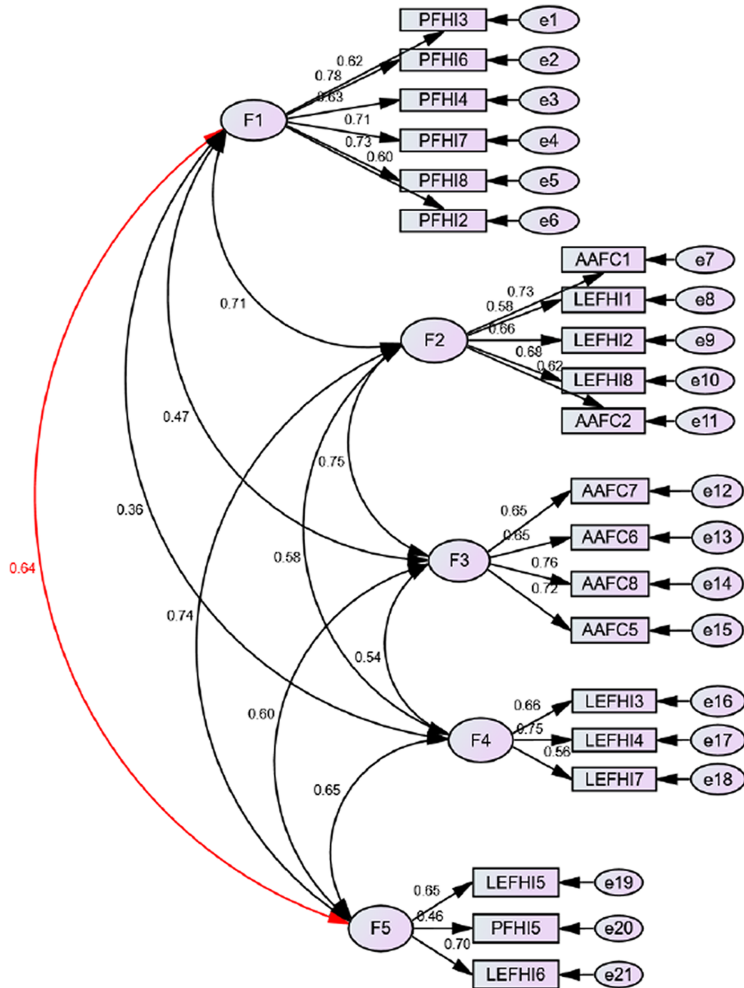 PFHI3 e1
0.62
PFHI6 e2
0.78
0.63
PFHI4 e3
F1
0.71
PFHI7 e4
0.73
0.60
PFHI8 e5
PFHI2 e6
AAFC1 e7
0.73
0.58
LEFHI1 e8
0.71
0.66
F2
LEFHI2 e9
0.68
0.62
LEFHI8 e10
AAFC2 e11
0.47
0.75
AAFC7 e12
0.65
0.36
0.65
AAFC6 e13
0.58
F3
0.76
0.64
AAFC8 e14
0.72
0.74
AAFC5 e15
0.54
0.60
0.66
LEFHI3 e16
0.75
F4
LEFHI4 e17
0.56
LEFHI7 e18
0.65
LEFHI5 e19
0.65
0.46
F5
PFHI5 e20
0.70
LEFHI6 e21